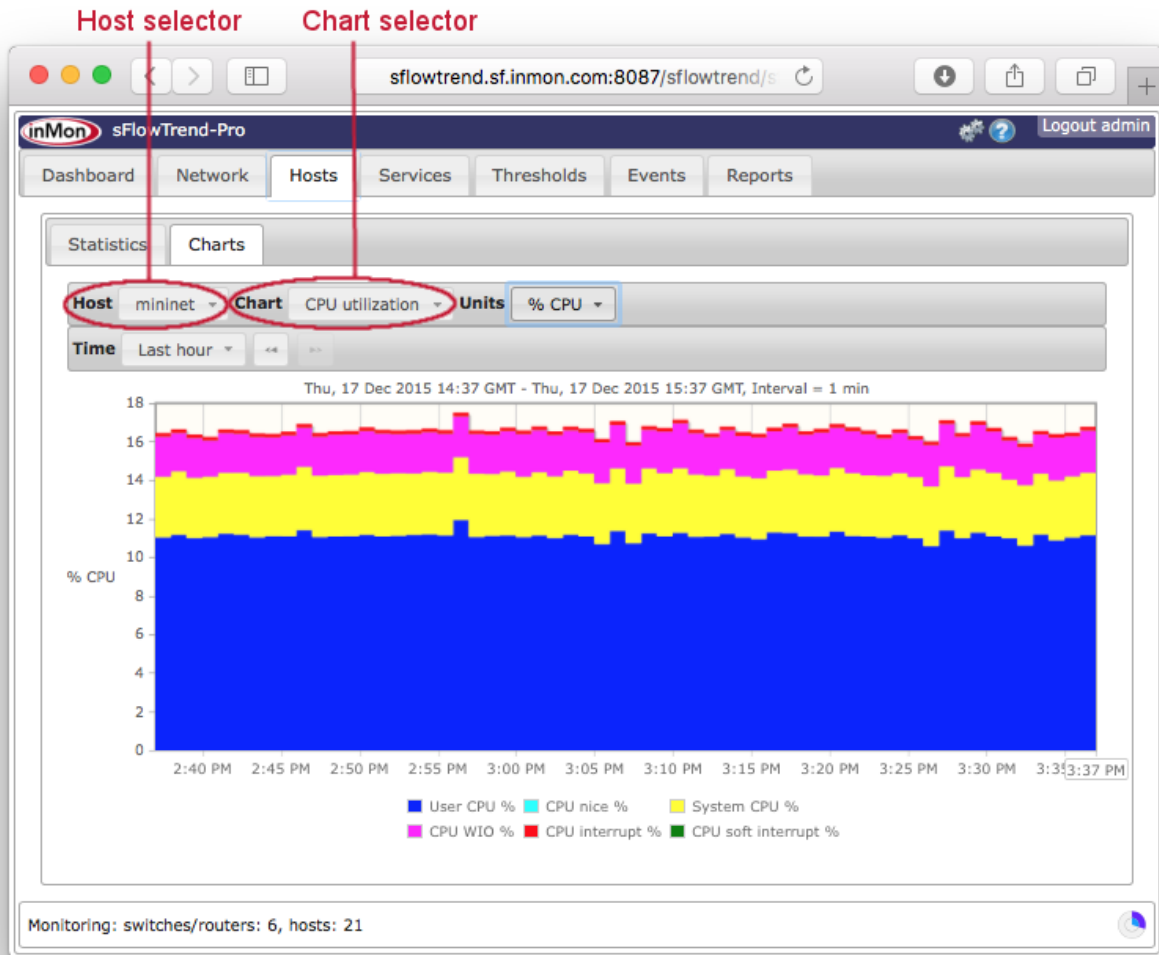 Host selector Chart selector
sflowtrend.sf.inmon.com:8087/sflowtrend/s
inMon sFlowTrend-Pro Logout admin
Dashboard Network Hosts Services Thresholds Events Reports
Statistics Charts
Host mininet Chart CPU utilization Units % CPU
Time Last hour
Thu, 17 Dec 2015 14:37 GMT - Thu, 17 Dec 2015 15:37 GMT, Interval = 1 min
18
16
14
12
10
% CPU
8
6
4
2
0
2:40 PM 2:45 PM 2:50 PM 2:55 PM 3:00 PM 3:05 PM 3:10 PM 3:15 PM 3:20 PM 3:25 PM 3:30 PM 3:37 PM
User CPU % CPU nice % System CPU %
CPU WIO % CPU interrupt % CPU soft interrupt %
Monitoring: switches/routers: 6, hosts: 21